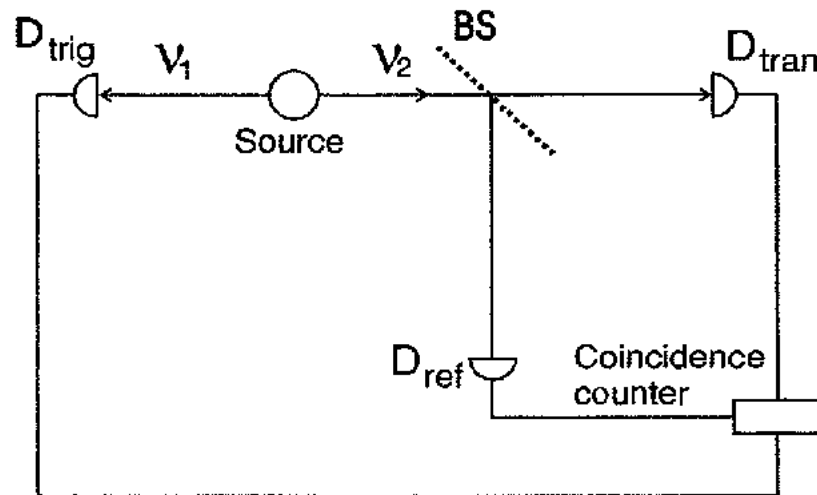 D_trig
ν₁
ν₂
BS
D_tran
Source
D_ref
Coincidence
counter